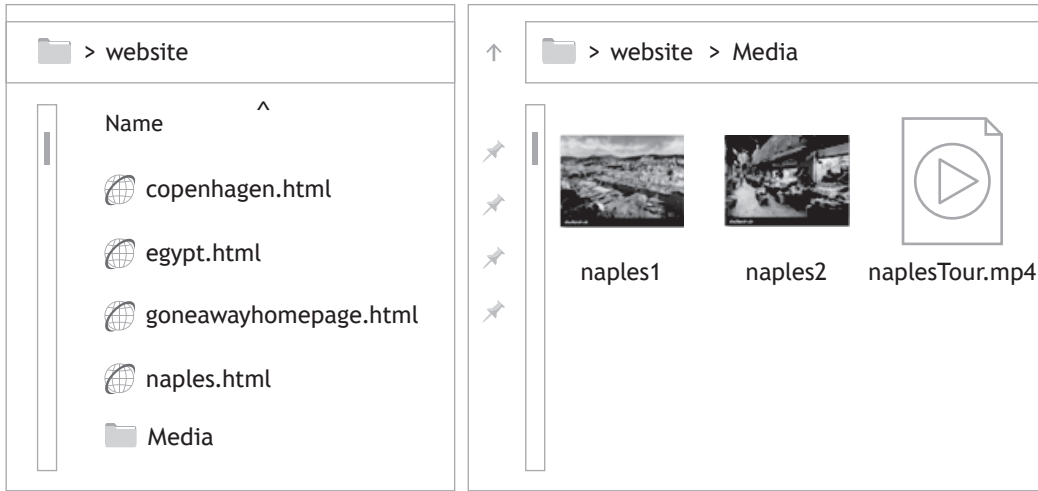 > website
Name
copenhagen.html
egypt.html
goneawayhomepage.html
naples.html
Media
> website > Media
naples1
naples2
naplesTour.mp4